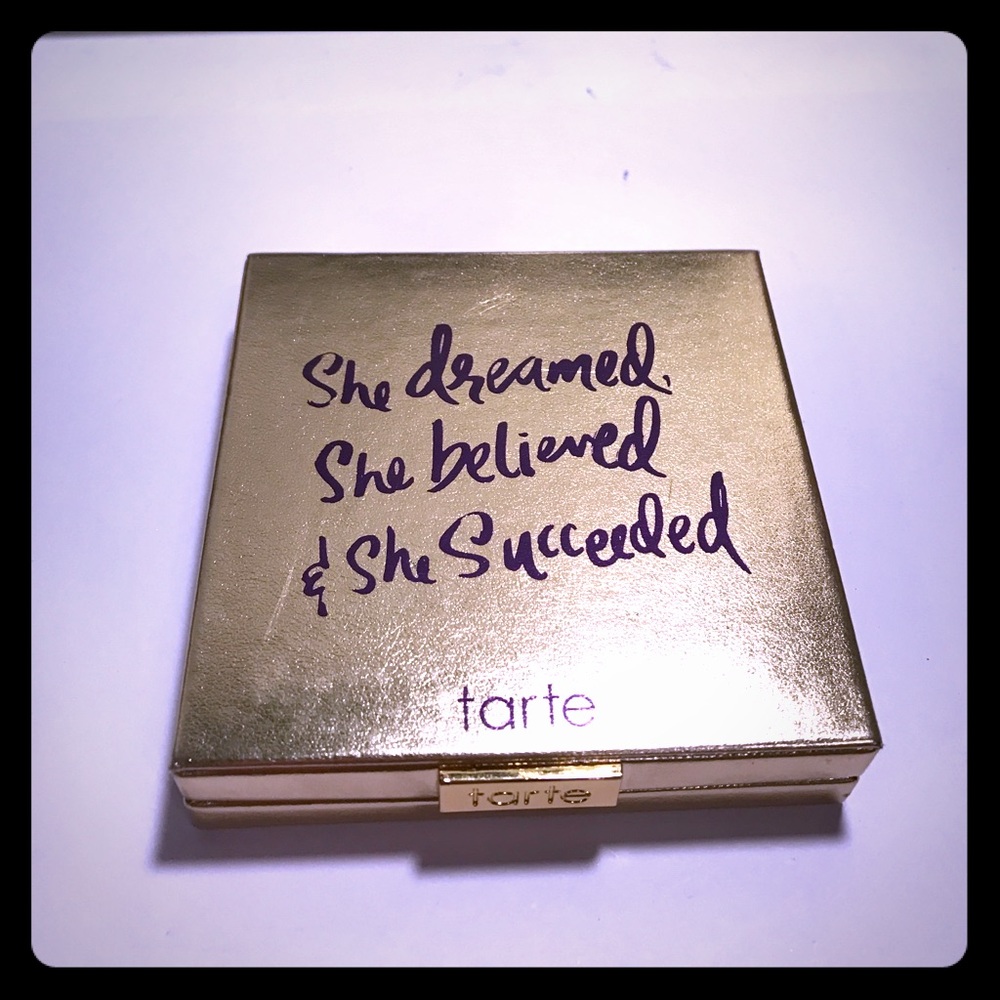 She dreamed,
She believed
& She Succeeded
tarte
tarte